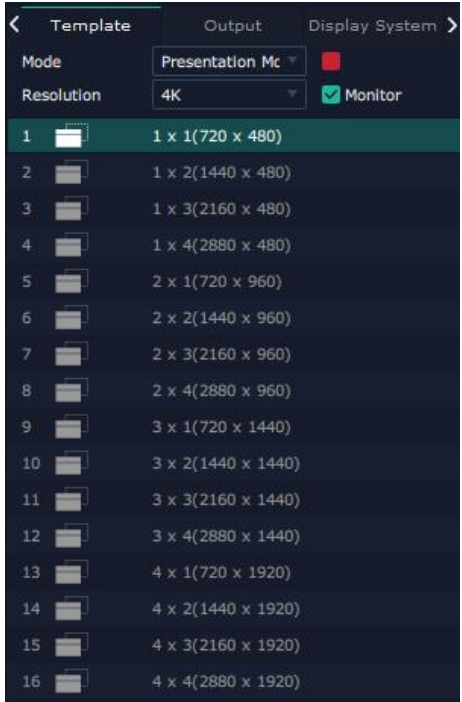 Template Output Display System
Mode Presentation Mc
Resolution 4K Monitor
1 1 x 1(720 x 480)
2 1 x 2(1440 x 480)
3 1 x 3(2160 x 480)
4 1 x 4(2880 x 480)
5 2 x 1(720 x 960)
6 2 x 2(1440 x 960)
7 2 x 3(2160 x 960)
8 2 x 4(2880 x 960)
9 3 x 1(720 x 1440)
10 3 x 2(1440 x 1440)
11 3 x 3(2160 x 1440)
12 3 x 4(2880 x 1440)
13 4 x 1(720 x 1920)
14 4 x 2(1440 x 1920)
15 4 x 3(2160 x 1920)
16 4 x 4(2880 x 1920)